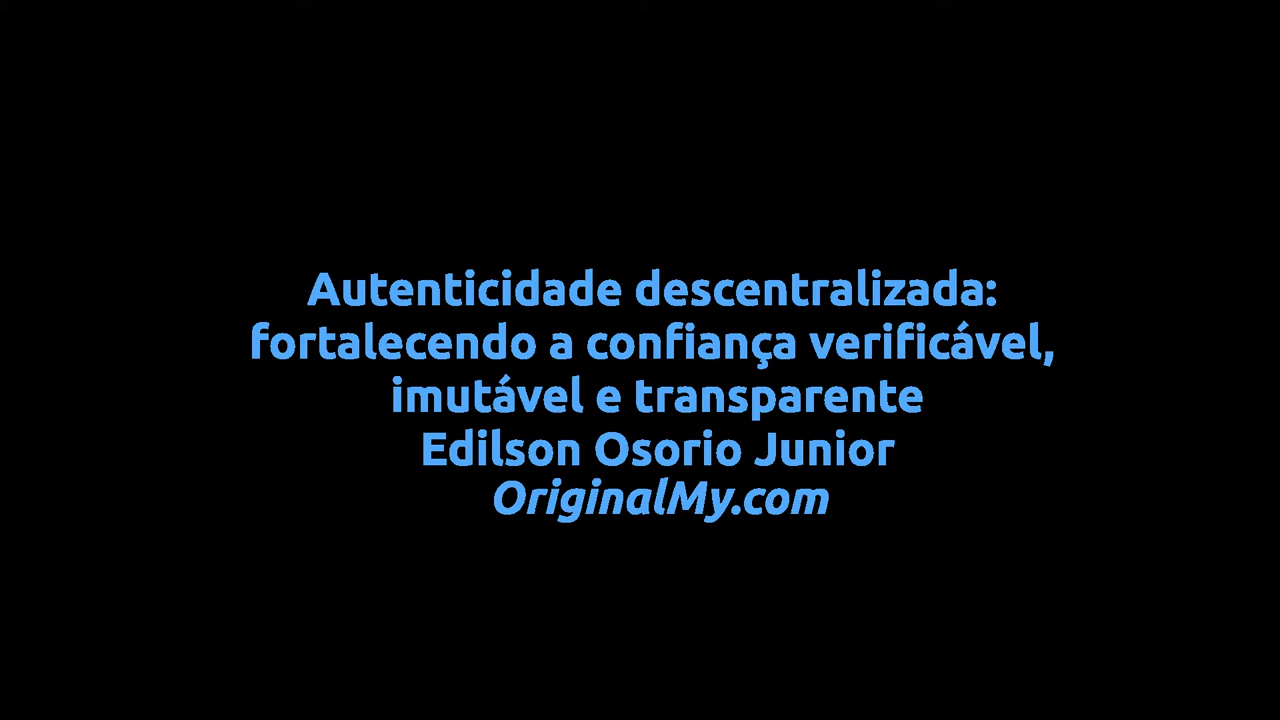 Autenticidade descentralizada:
fortalecendo a confiança verificável,
imutável e transparente
Edilson Osorio Junior
OriginalMy.com